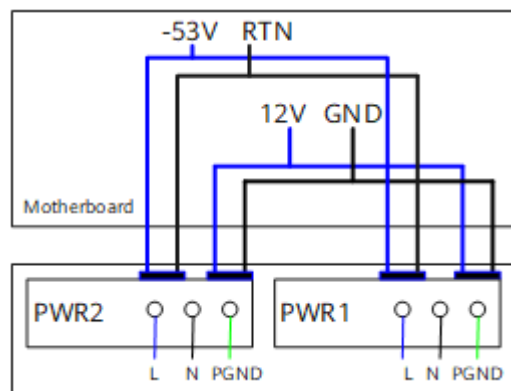 -53V RTN
12V GND
Motherboard
PWR2 PWR1
L N PGND L N PGND